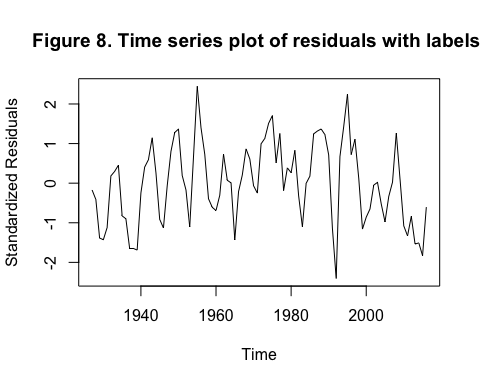 Figure 8. Time series plot of residuals with labels
Standardized Residuals
2
1
0
-1
-2
1940 1960 1980 2000
Time